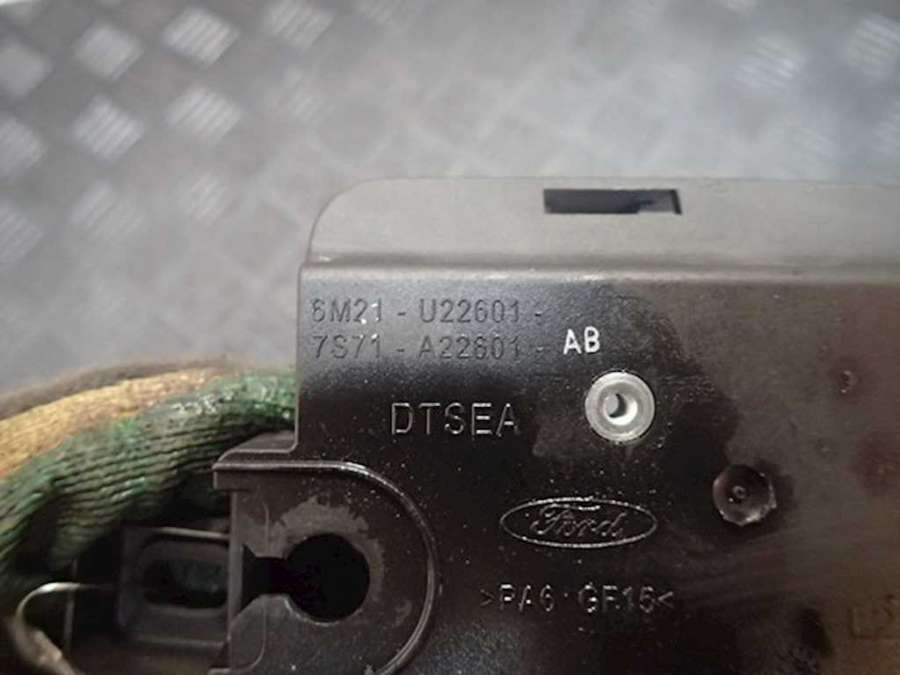 6M21 - U22601 -
7S71 - A22601 - AB
DTSEA
Ford
>PA6 GF15<